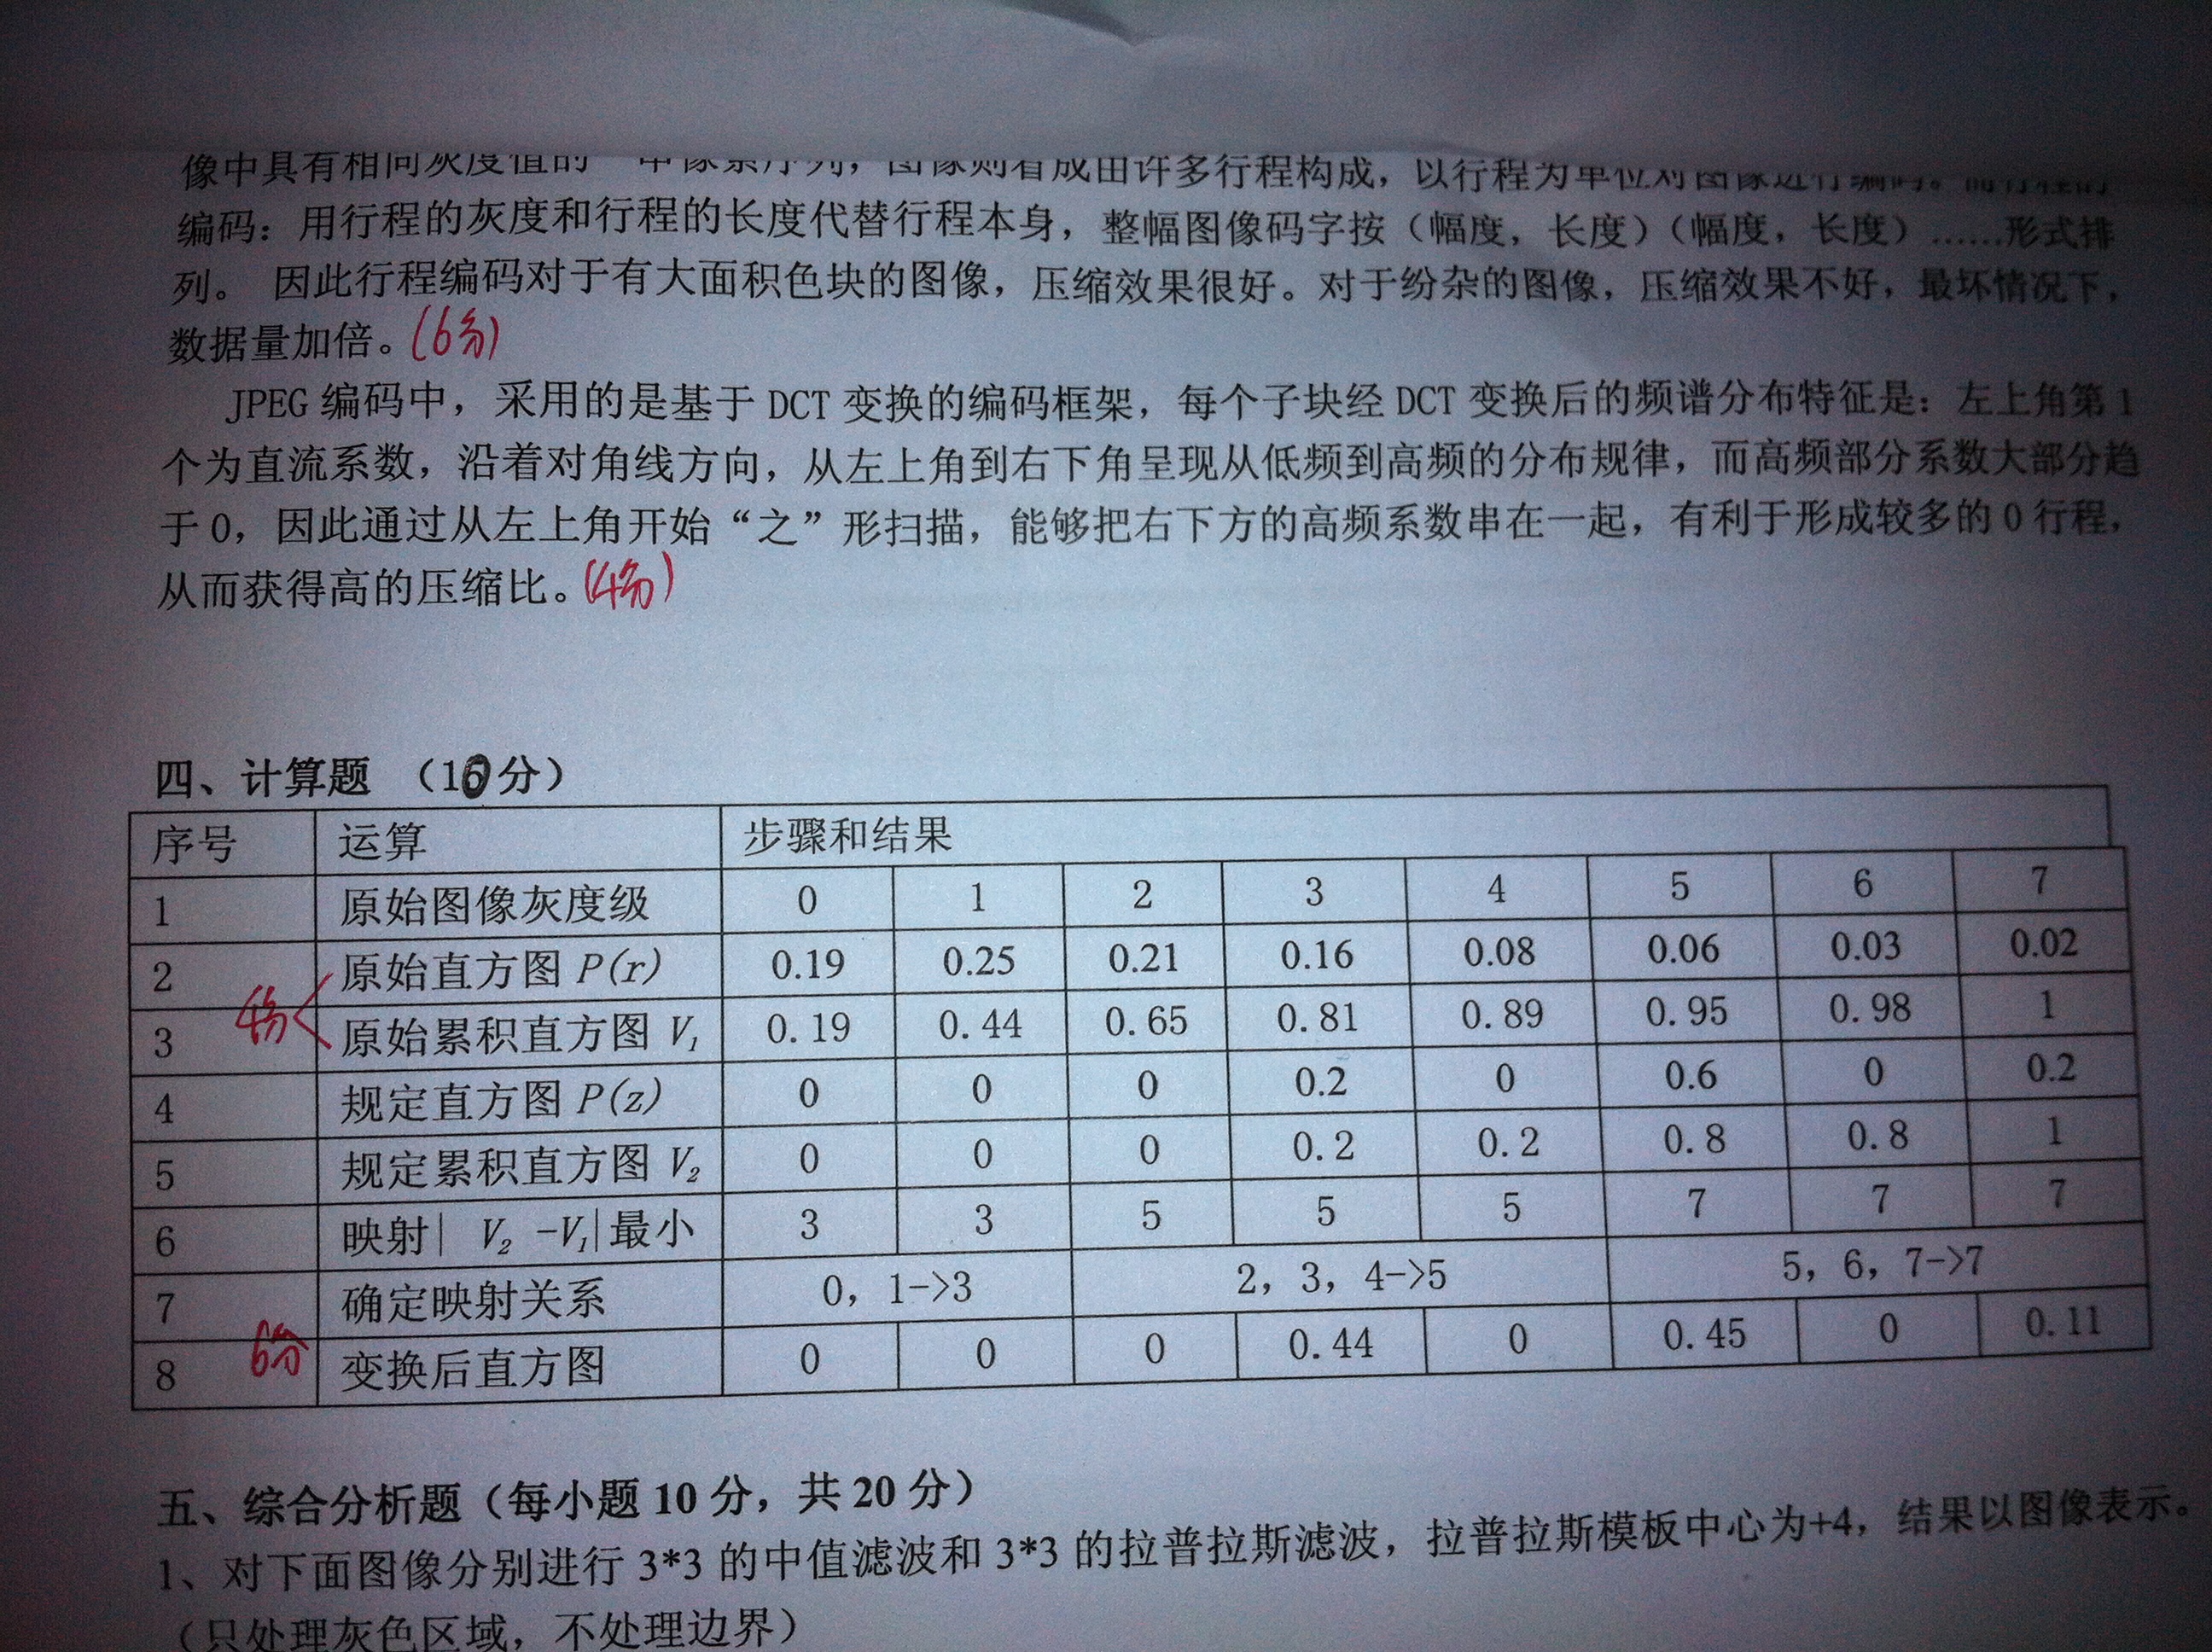 像中具有相同灰度值的一串像素序列，图像则看成由许多行程构成，以行程为单位对图像进行编码。
编码：用行程的灰度和行程的长度代替行程本身，整幅图像码字按（幅度，长度）（幅度，长度）……形式排
列。 因此行程编码对于有大面积色块的图像，压缩效果很好。对于纷杂的图像，压缩效果不好，最坏情况下，
数据量加倍。(6分)
JPEG 编码中，采用的是基于 DCT 变换的编码框架，每个子块经 DCT 变换后的频谱分布特征是：左上角第 1
个为直流系数，沿着对角线方向，从左上角到右下角呈现从低频到高频的分布规律，而高频部分系数大部分趋
于 0，因此通过从左上角开始“之”形扫描，能够把右下方的高频系数串在一起，有利于形成较多的 0 行程，
从而获得高的压缩比。(4分)
四、计算题 （10分）
序号 运算 步骤和结果
1 原始图像灰度级 0 1 2 3 4 5 6 7
2 原始直方图 P(r) 0.19 0.25 0.21 0.16 0.08 0.06 0.03 0.02
4分
3 原始累积直方图 V₁ 0.19 0.44 0.65 0.81 0.89 0.95 0.98 1
4 规定直方图 P(z) 0 0 0 0.2 0 0.6 0 0.2
5 规定累积直方图 V₂ 0 0 0 0.2 0.2 0.8 0.8 1
6 映射| V₂ -V₁|最小 3 3 5 5 5 7 7 7
7 确定映射关系 0, 1->3 2, 3, 4->5 5, 6, 7->7
6分
8 变换后直方图 0 0 0 0.44 0 0.45 0 0.11
五、综合分析题（每小题 10 分，共 20 分）
1、对下面图像分别进行 3*3 的中值滤波和 3*3 的拉普拉斯滤波，拉普拉斯模板中心为+4，结果以图像表示。
（只处理灰色区域，不处理边界）